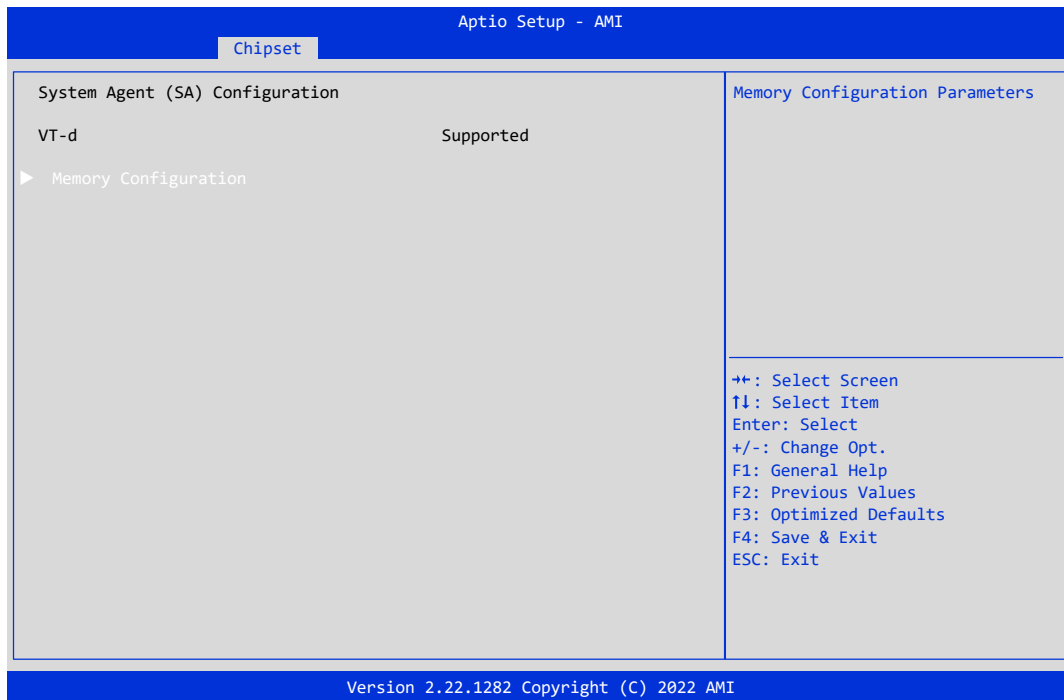 Aptio Setup - AMI
Chipset
System Agent (SA) Configuration
Memory Configuration Parameters
VT-d Supported
▶ Memory Configuration
→←: Select Screen
↑↓: Select Item
Enter: Select
+/-: Change Opt.
F1: General Help
F2: Previous Values
F3: Optimized Defaults
F4: Save & Exit
ESC: Exit
Version 2.22.1282 Copyright (C) 2022 AMI